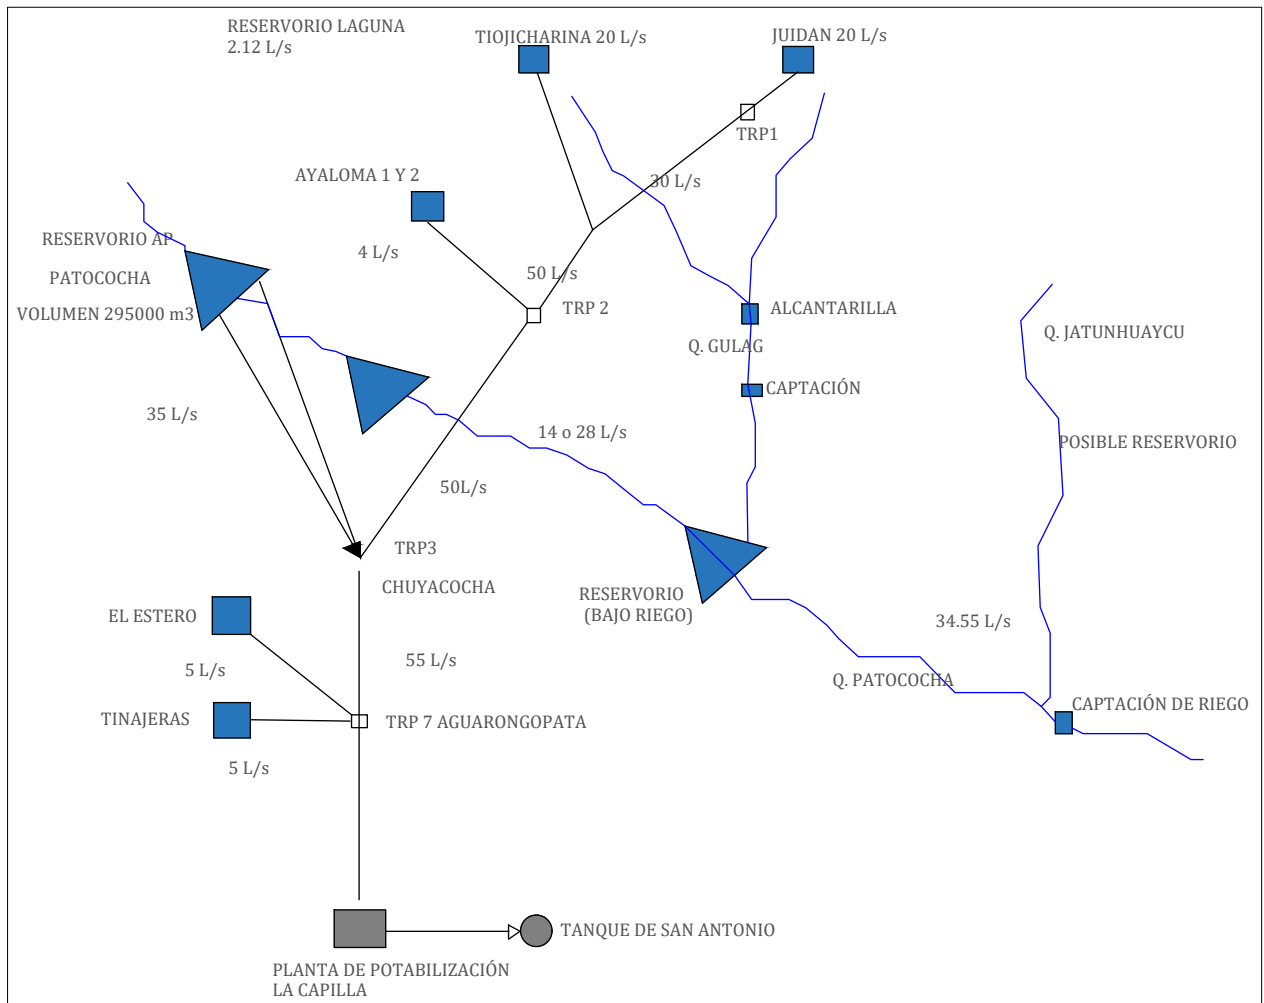 RESERVORIO LAGUNA
2.12 L/s
TIOJICHARINA 20 L/s
JUIDAN 20 L/s
TRP1
AYALOMA 1 Y 2
30 L/s
RESERVORIO AP
4 L/s
PATOCOCHA
50 L/s
VOLUMEN 295000 m3
TRP 2
ALCANTARILLA
Q. GULAG
Q. JATUNHUAYCU
CAPTACIÓN
35 L/s
14 o 28 L/s
POSIBLE RESERVORIO
50L/s
TRP3
CHUYACOCHA
RESERVORIO
(BAJO RIEGO)
EL ESTERO
34.55 L/s
5 L/s
55 L/s
Q. PATOCOCHA
TINAJERAS
TRP 7 AGUARONGOPATA
CAPTACIÓN DE RIEGO
5 L/s
TANQUE DE SAN ANTONIO
PLANTA DE POTABILIZACIÓN
LA CAPILLA